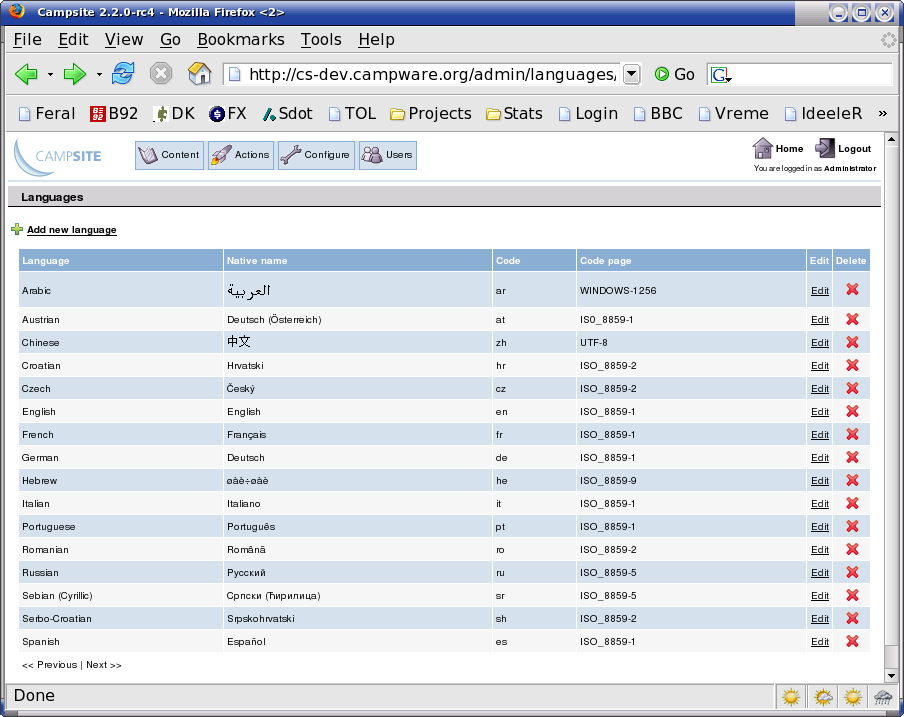 Campsite 2.2.0-rc4 - Mozilla Firefox <2>
File Edit View Go Bookmarks Tools Help
http://cs-dev.campware.org/admin/languages/ Go G
Feral B92 DK FX Sdot TOL Projects Stats Login BBC Vreme IdeeleR »
CAMPSITE Content Actions Configure Users Home Logout
You are logged in as Administrator
Languages
Add new language
Language Native name Code Code page Edit Delete
Arabic العربية ar WINDOWS-1256 Edit
Austrian Deutsch (Österreich) at IS0_8859-1 Edit
Chinese 中文 zh UTF-8 Edit
Croatian Hrvatski hr ISO_8859-2 Edit
Czech Český cz ISO_8859-2 Edit
English English en ISO_8859-1 Edit
French Français fr ISO_8859-1 Edit
German Deutsch de ISO_8859-1 Edit
Hebrew øáè÷øåè he ISO_8859-9 Edit
Italian Italiano it ISO_8859-1 Edit
Portuguese Português pt ISO_8859-1 Edit
Romanian Română ro ISO_8859-2 Edit
Russian Русский ru ISO_8859-5 Edit
Sebian (Cyrillic) Српски (Ћирилица) sr ISO_8859-5 Edit
Serbo-Croatian Srpskohrvatski sh ISO_8859-2 Edit
Spanish Español es ISO_8859-1 Edit
<< Previous | Next >>
Done